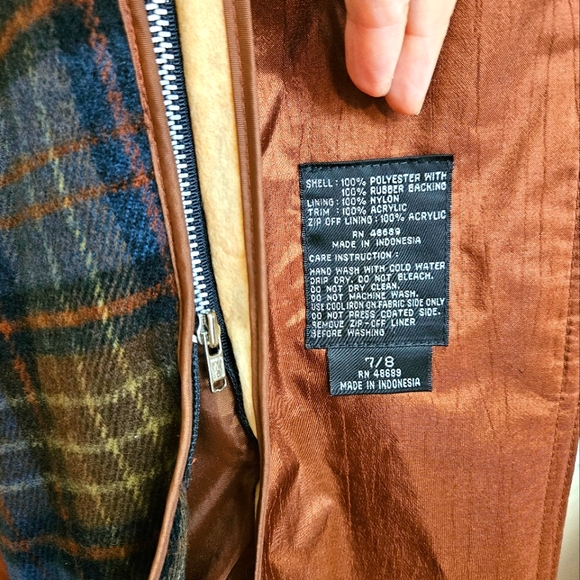 SHELL: 100% POLYESTER WITH
100% RUBBER BACKING
LINING: 100% NYLON
TRIM: 100% ACRYLIC
ZIP OFF LINING: 100% ACRYLIC
RN 48689
MADE IN INDONESIA
CARE INSTRUCTION:
HAND WASH WITH COLD WATER
DRIP DRY. DO NOT BLEACH.
DO NOT DRY CLEAN.
DO NOT MACHINE WASH.
USE COOL IRON ON FABRIC SIDE ONLY
DO NOT PRESS COATED SIDE.
REMOVE ZIP-OFF LINER
BEFORE WASHING
7/8
RN 48689
MADE IN INDONESIA